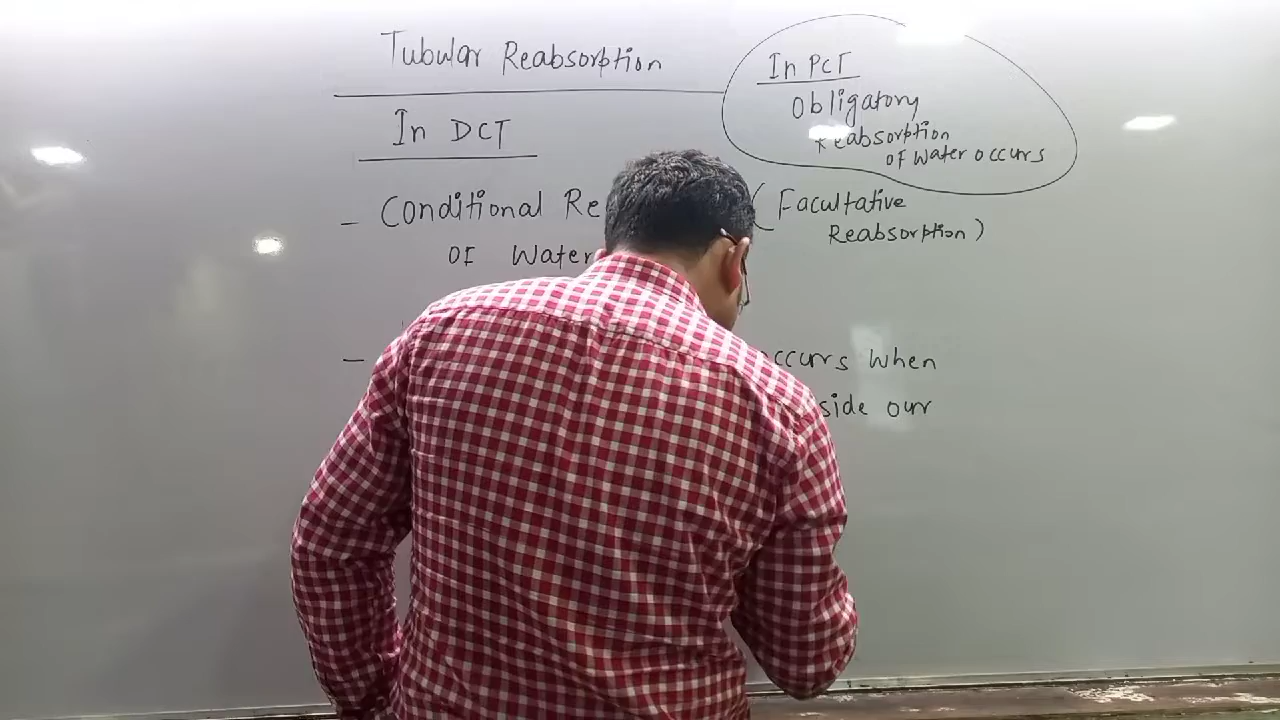 Tubular Reabsorption
In DCT
- Conditional Re
(Facultative
Reabsorption)
OF Water
-
ccurs when
side our
In PCT
Obligatory
Reabsorption
OF Water occurs